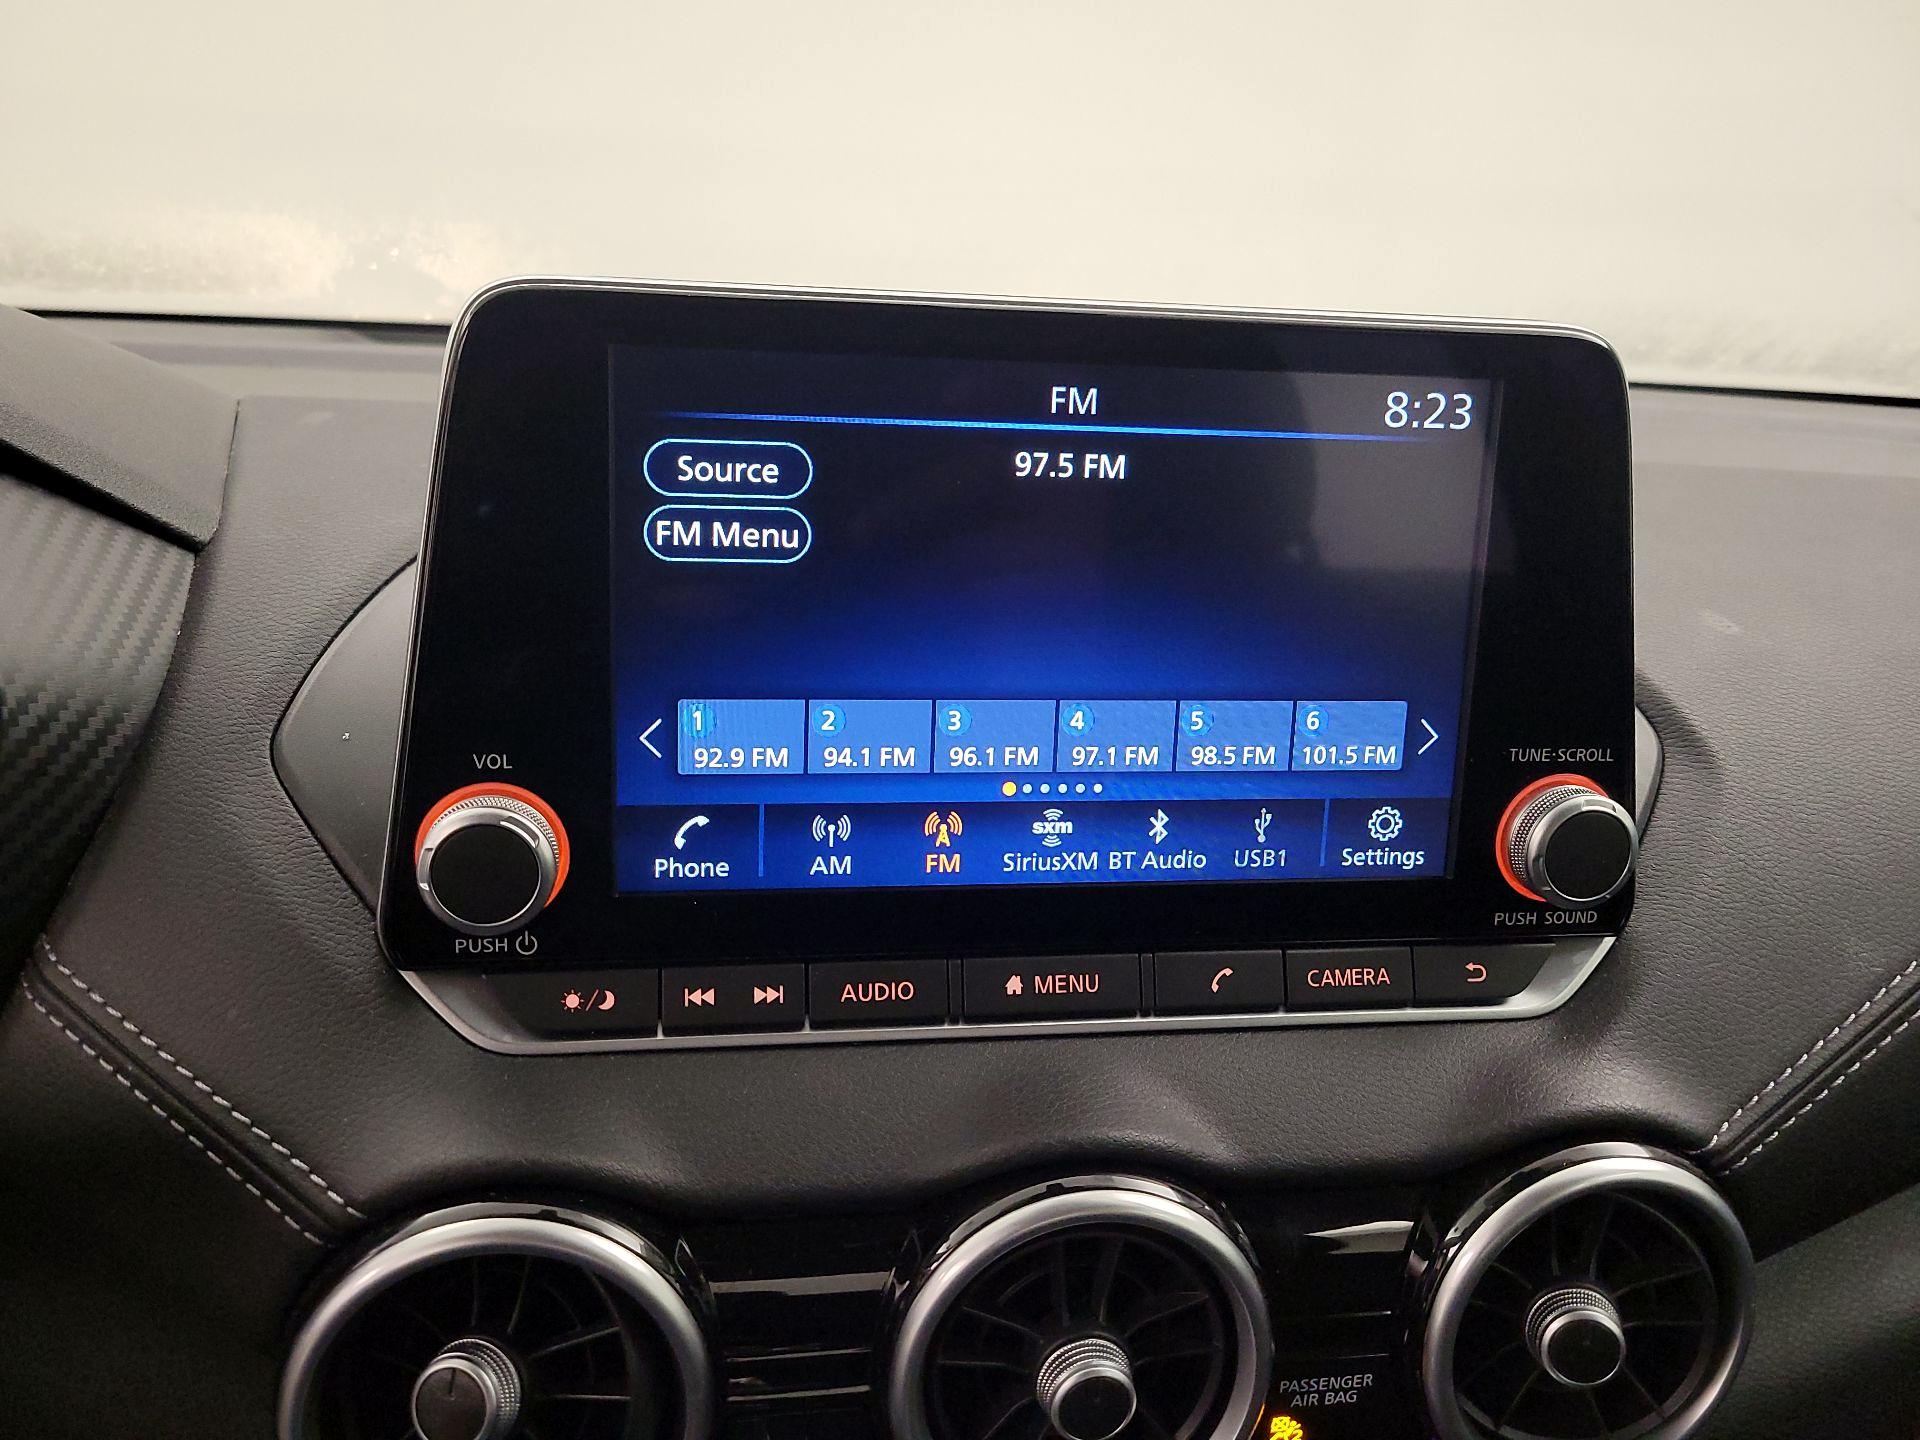 FM
8:23
Source
97.5 FM
FM Menu
1
2
3
4
5
6
92.9 FM
94.1 FM
96.1 FM
97.1 FM
98.5 FM
101.5 FM
VOL
TUNE·SCROLL
sxm
Phone
AM
FM
SiriusXM
BT Audio
USB1
Settings
PUSH
PUSH SOUND
AUDIO
MENU
CAMERA
PASSENGER
AIR BAG